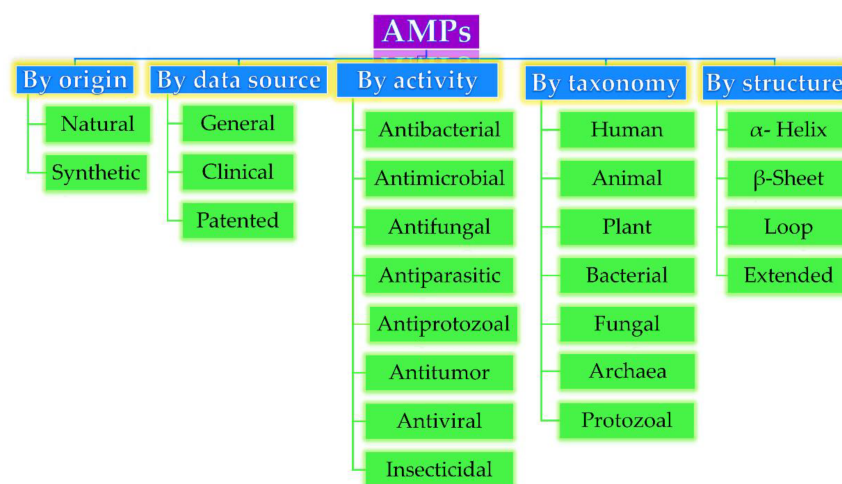 AMPs
By origin
Natural
Synthetic
By data source
General
Clinical
Patented
By activity
Antibacterial
Antimicrobial
Antifungal
Antiparasitic
Antiprotozoal
Antitumor
Antiviral
Insecticidal
By taxonomy
Human
Animal
Plant
Bacterial
Fungal
Archaea
Protozoal
By structure
α- Helix
β-Sheet
Loop
Extended